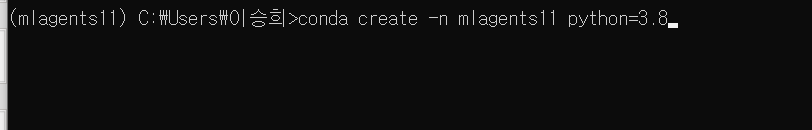 (mlagents11) C:₩Users₩이승희>conda create -n mlagents11 python=3.8